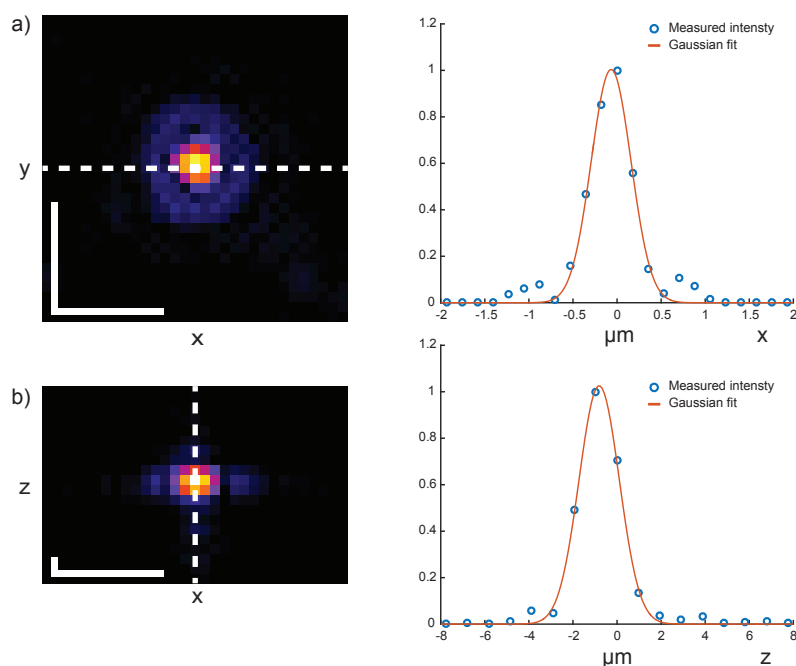 a)
y
x
1.2
1
0.8
0.6
0.4
0.2
0
Measured intensty
Gaussian fit
-2 -1.5 -1 -0.5 0 0.5 1 1.5 2
µm x
b)
z
x
1.2
1
0.8
0.6
0.4
0.2
0
Measured intensty
Gaussian fit
-8 -6 -4 -2 0 2 4 6 8
µm z